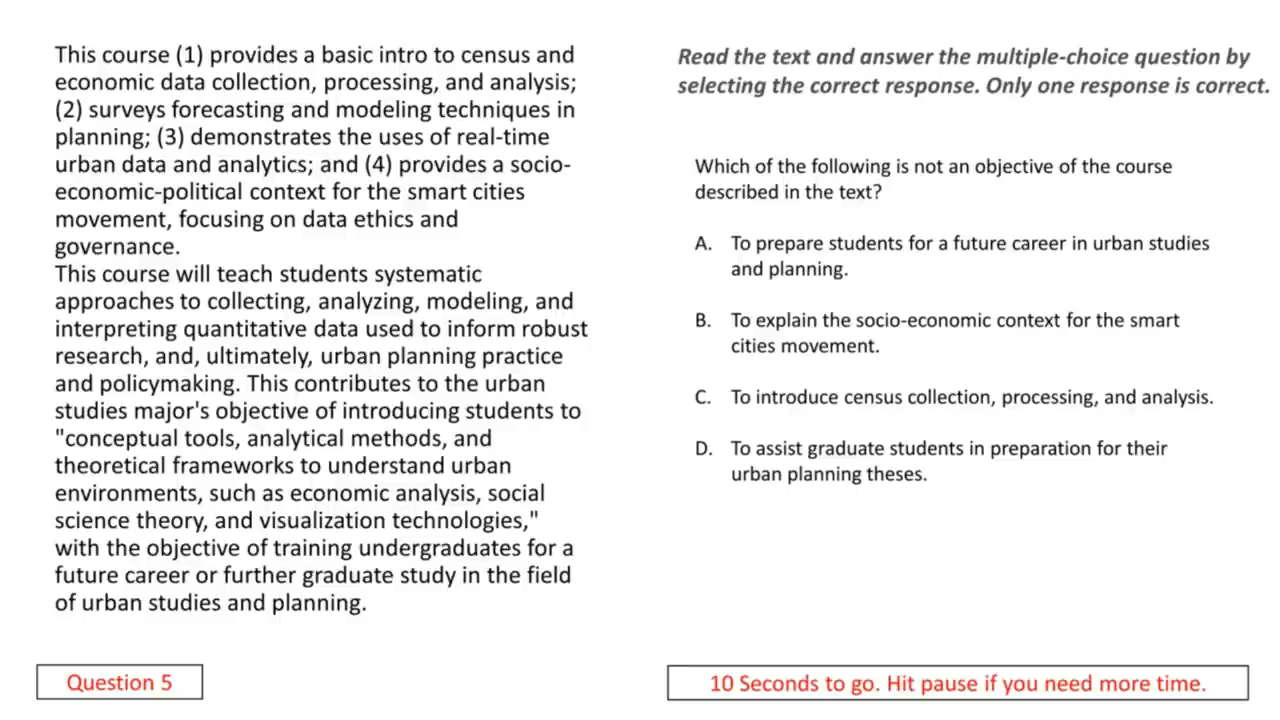 This course (1) provides a basic intro to census and
economic data collection, processing, and analysis;
(2) surveys forecasting and modeling techniques in
planning; (3) demonstrates the uses of real-time
urban data and analytics; and (4) provides a socio-
economic-political context for the smart cities
movement, focusing on data ethics and
governance.
This course will teach students systematic
approaches to collecting, analyzing, modeling, and
interpreting quantitative data used to inform robust
research, and, ultimately, urban planning practice
and policymaking. This contributes to the urban
studies major's objective of introducing students to
"conceptual tools, analytical methods, and
theoretical frameworks to understand urban
environments, such as economic analysis, social
science theory, and visualization technologies,"
with the objective of training undergraduates for a
future career or further graduate study in the field
of urban studies and planning.
Question 5
Read the text and answer the multiple-choice question by
selecting the correct response. Only one response is correct.
Which of the following is not an objective of the course
described in the text?
A. To prepare students for a future career in urban studies
and planning.
B. To explain the socio-economic context for the smart
cities movement.
C. To introduce census collection, processing, and analysis.
D. To assist graduate students in preparation for their
urban planning theses.
10 Seconds to go. Hit pause if you need more time.